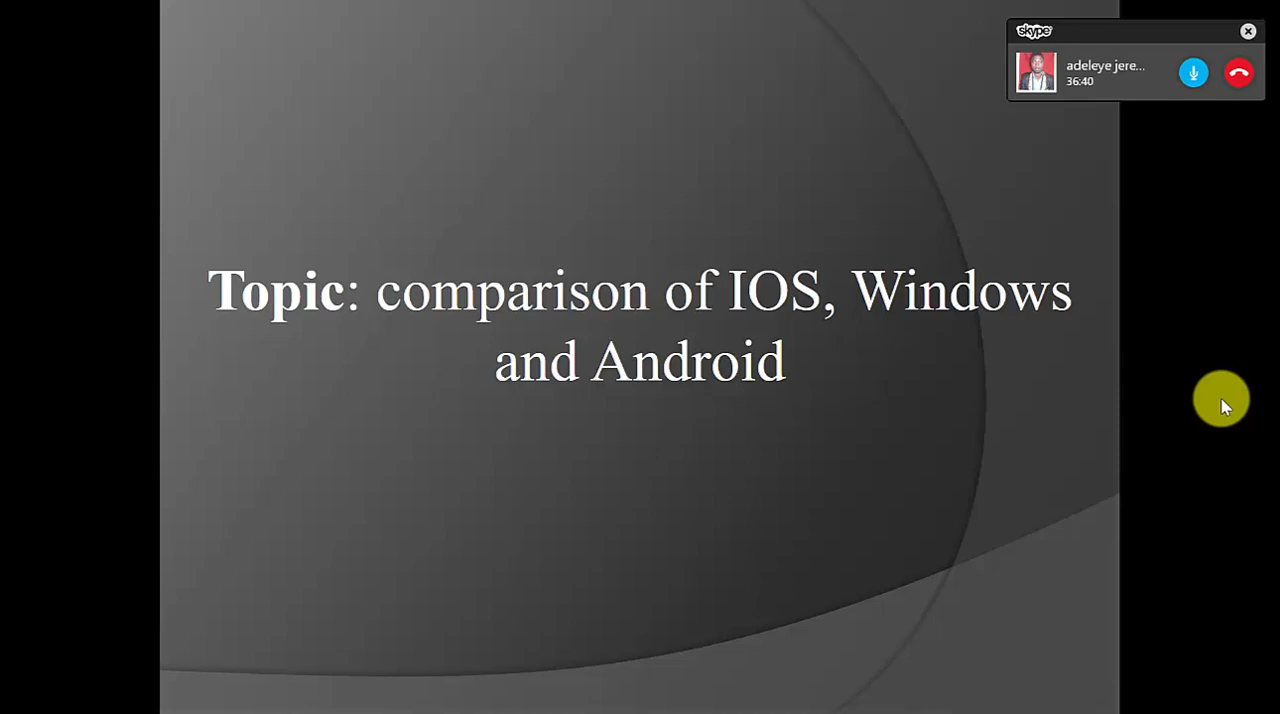 skype
adeleye jere...
36:40
Topic: comparison of IOS, Windows
and Android